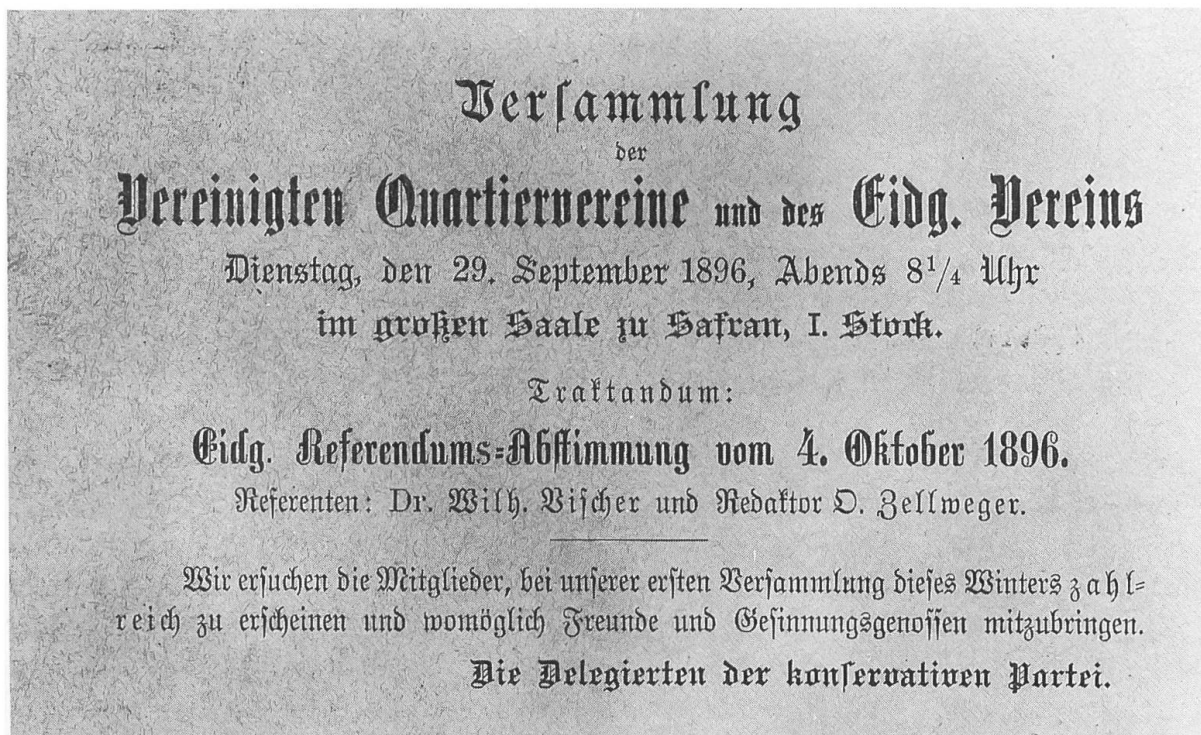 Versammlung
der
Vereinigten Quartiervereine und des Eidg. Vereins
Dienstag, den 29. September 1896, Abends 8¹/₄ Uhr
im großen Saale zu Safran, I. Stock.
Traktandum:
Eidg. Referendums-Abstimmung vom 4. Oktober 1896.
Referenten: Dr. Wilh. Vischer und Redaktor O. Zellweger.
Wir ersuchen die Mitglieder, bei unserer ersten Versammlung dieses Winters zahl-
reich zu erscheinen und womöglich Freunde und Gesinnungsgenossen mitzubringen.
Die Delegierten der konservativen Partei.